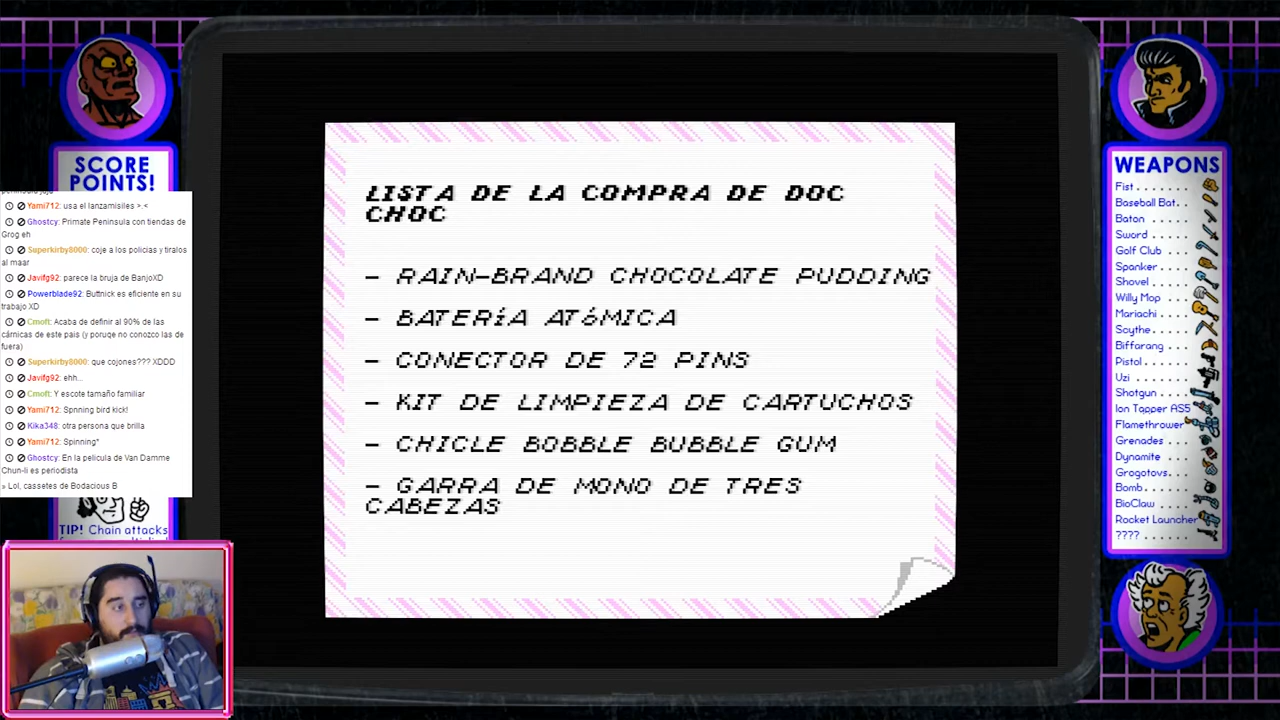 SCORE
POINTS!
Yami712: usa el lanzamisiles >.<
Ghostcy: Primate Peninsula con tiendas de
Grog eh
Superkirby8000: coje a los policias y tiralos
al maar
Javifg92: parece la bruja de BanjoXD
Powerblade92: Buttnick es eficiente en su
trabajo XD
Cmoft: Acaba de definir al 90% de las
cárnicas de este país (y poruqe no conozco las de
fuera)
Superkirby8000: que cojones??? XDDD
Javifg92: ehh...
Cmoft: Y escote tamaño familiar
Yami712: Spnning bird kick!
Kika348: otra persona que brilla
Yami712: Spinning*
Ghostcy: En la película de Van Damme
Chun-li es periodista
» Lol, cassetes de Bodacious B
TIP! Chain attacks
LISTA DE LA COMPRA DE DOC
CHOC
- RAIN-BRAND CHOCOLATE PUDDING
- BATERÍA ATÓMICA
- CONECTOR DE 72 PINS
- KIT DE LIMPIEZA DE CARTUCHOS
- CHICLE BOBBLE BUBBLE GUM
- GARRA DE MONO DE TRES
CABEZAS
WEAPONS
Fist . . . . . . .
Baseball Bat. .
Baton . . . . .
Sword . . . . .
Golf Club . . .
Spanker . . . .
Shovel . . . . .
Willy Mop . . .
Mariachi . . . .
Scythe. . . . .
Biffarang . . .
Pistol . . . . .
Uzi . . . . . .
Shotgun . . . .
Ion Tapper AS5
Flamethrower
Grenades . . .
Dynamite . . .
Grogotovs. . .
Bomb. . . . . .
BioClaw . . . .
Rocket Launcher
???? . . . . . .